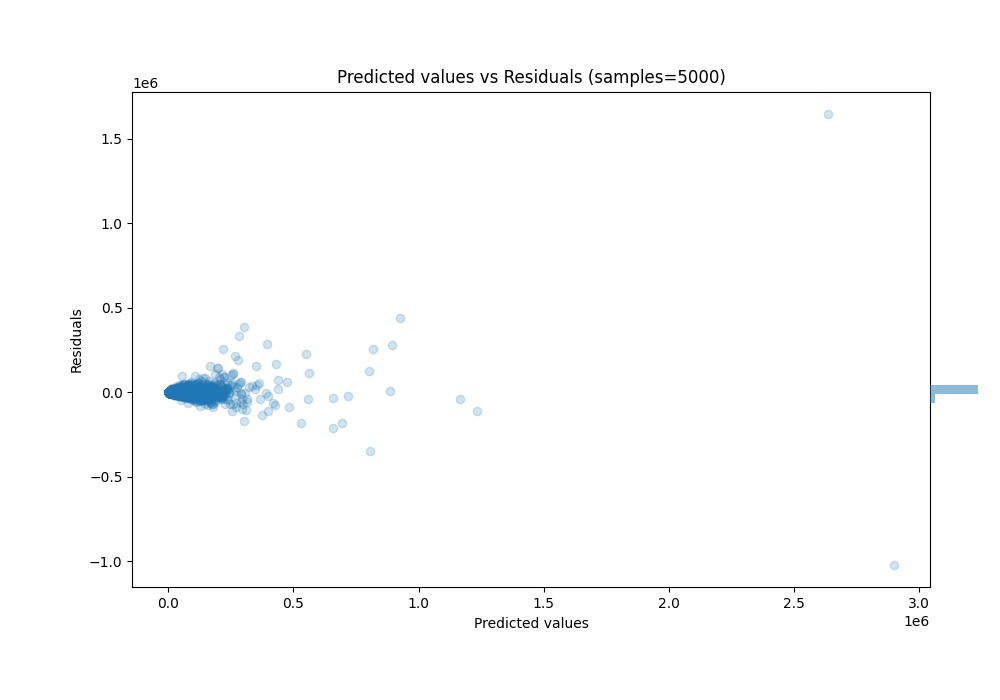 Predicted values vs Residuals (samples=5000)
1e6
1.5
1.0
0.5
0.0
−0.5
−1.0
Residuals
0.0 0.5 1.0 1.5 2.0 2.5 3.0
1e6
Predicted values